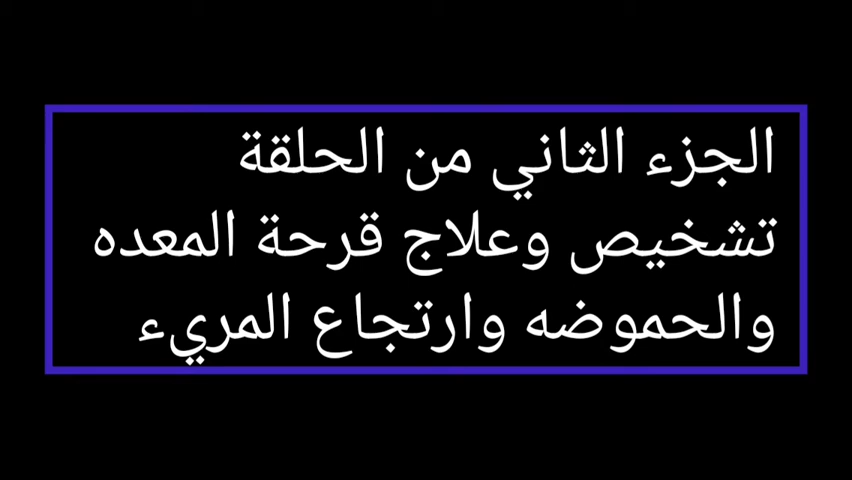 الجزء الثاني من الحلقة
تشخيص وعلاج قرحة المعده
والحموضه وارتجاع المريء